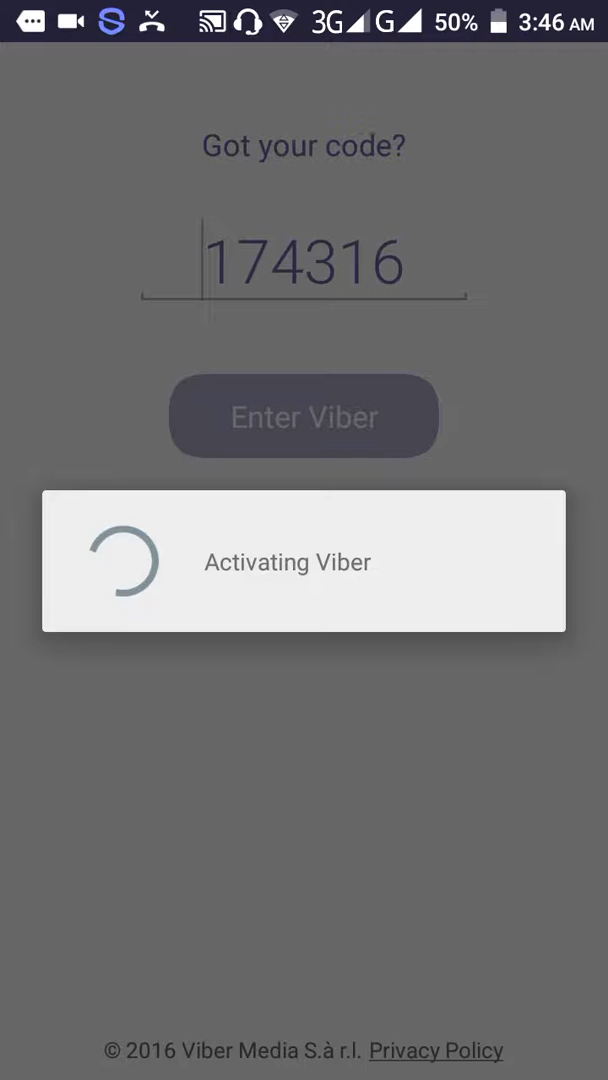 3G G 50% 3:46 AM
Got your code?
174316
Enter Viber
Activating Viber
© 2016 Viber Media S.à r.l. Privacy Policy